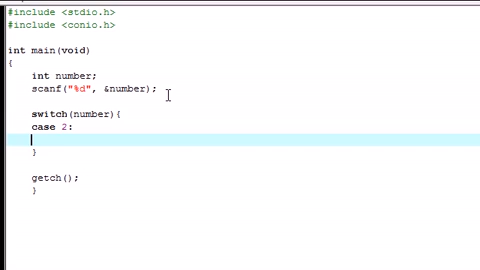 #include <stdio.h>
#include <conio.h>
int main(void)
{
int number;
scanf("%d", &number);
switch(number){
case 2:
}
getch();
}